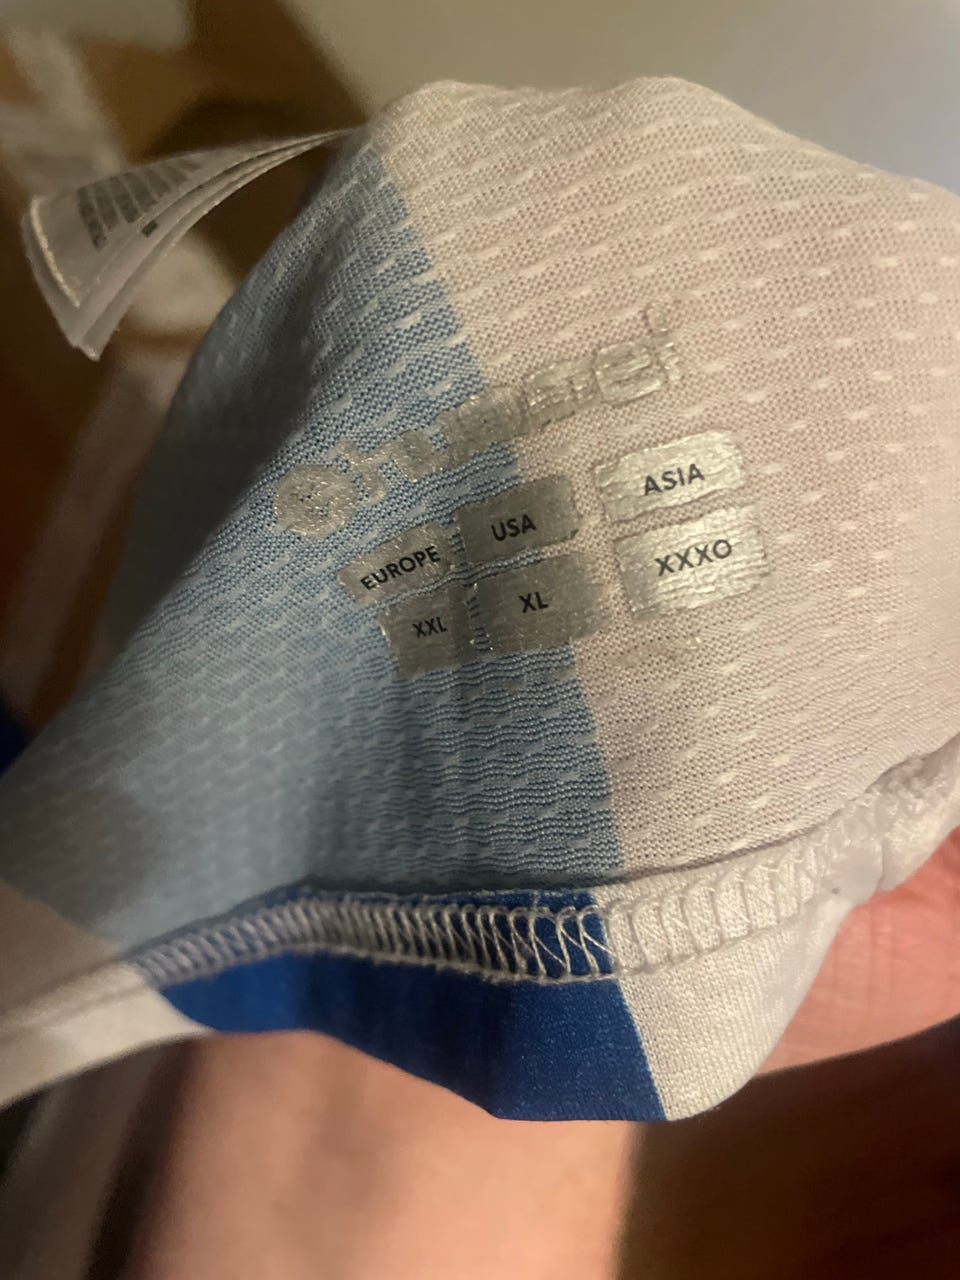 hummel
EUROPE USA ASIA
XXL XL XXXO